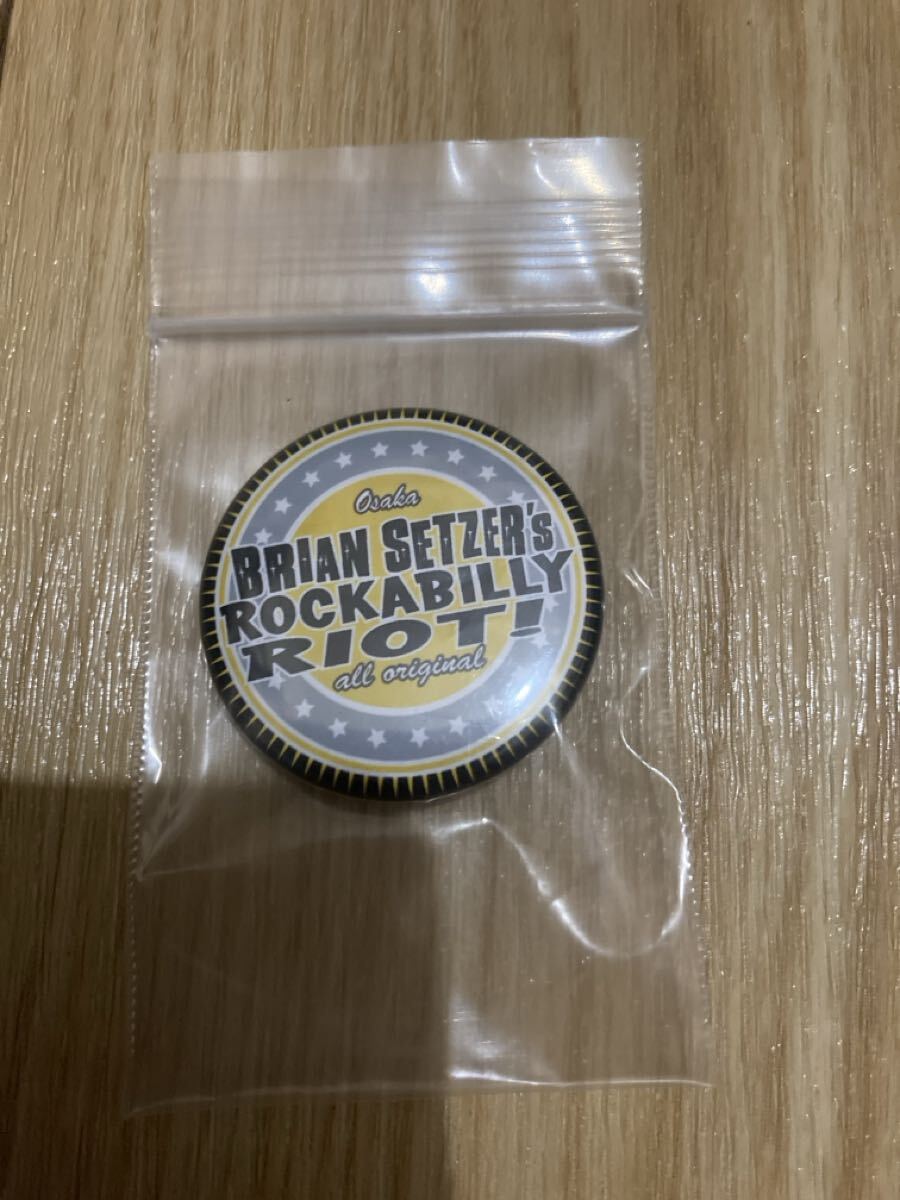 Osaka
BRIAN SETZER's
ROCKABILLY
RIOT!
all original